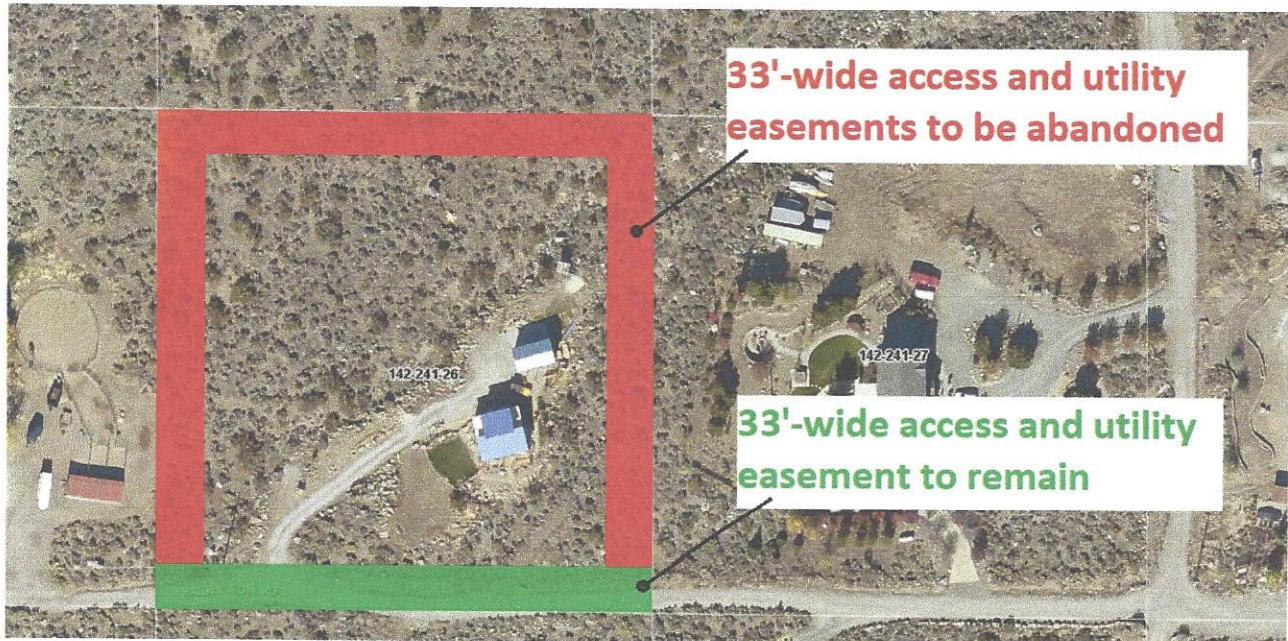 33'-wide access and utility
easements to be abandoned
142-241-26
142-241-27
33'-wide access and utility
easement to remain